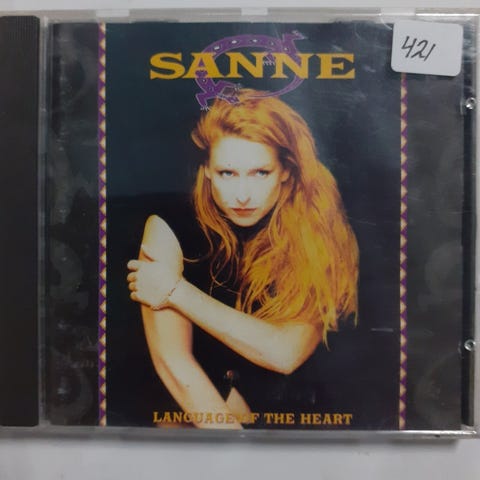 SANNE
421
LANGUAGE OF THE HEART